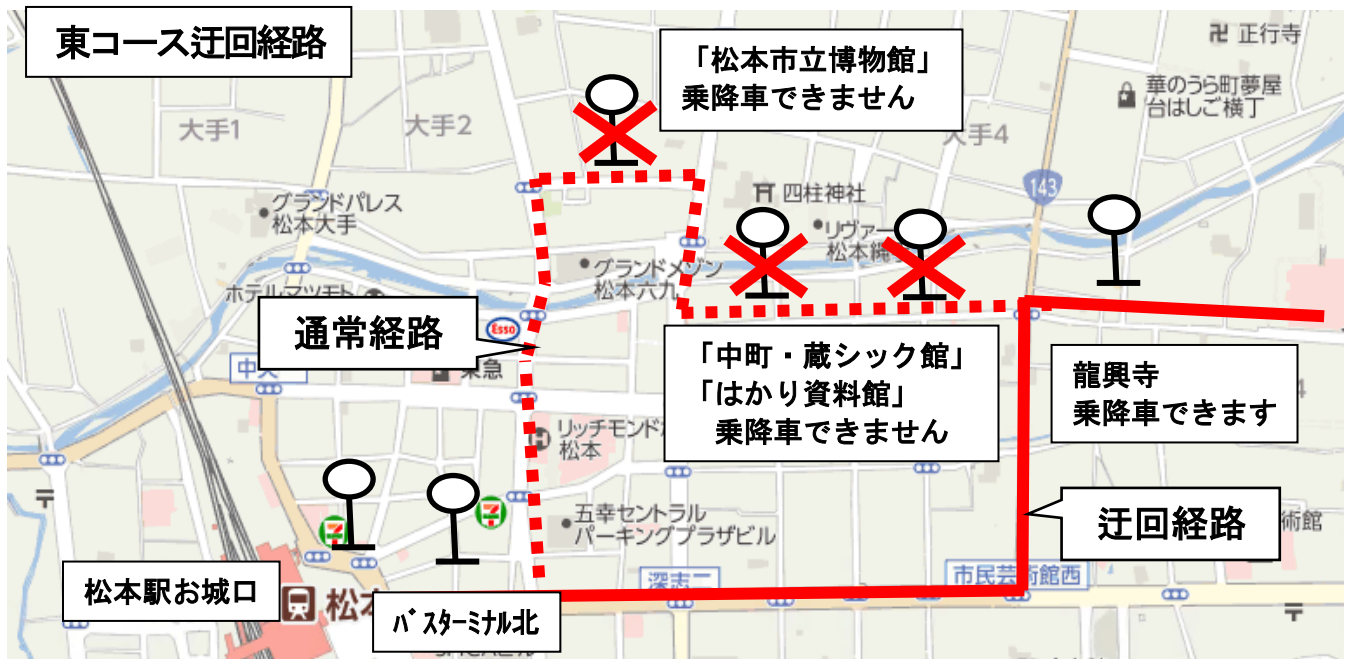 東コース迂回経路
「松本市立博物館」
乗降車できません
卍 正行寺
華のうら町夢屋
台はしご横丁
大手1
大手2
大手4
143
グランドパレス
松本大手
四柱神社
リヴァー
松本縄
グランドメゾン
松本六九
ホテルマツモト
通常経路
Esso
「中町・蔵シック館」
「はかり資料館」
乗降車できません
龍興寺
乗降車できます
4
中央
東急
リッチモンドホ
松本
7
7
五幸セントラル
パーキングプラザビル
迂回経路
術館
松本駅お城口
松本
バスターミナル北
深志二
市民芸術館西